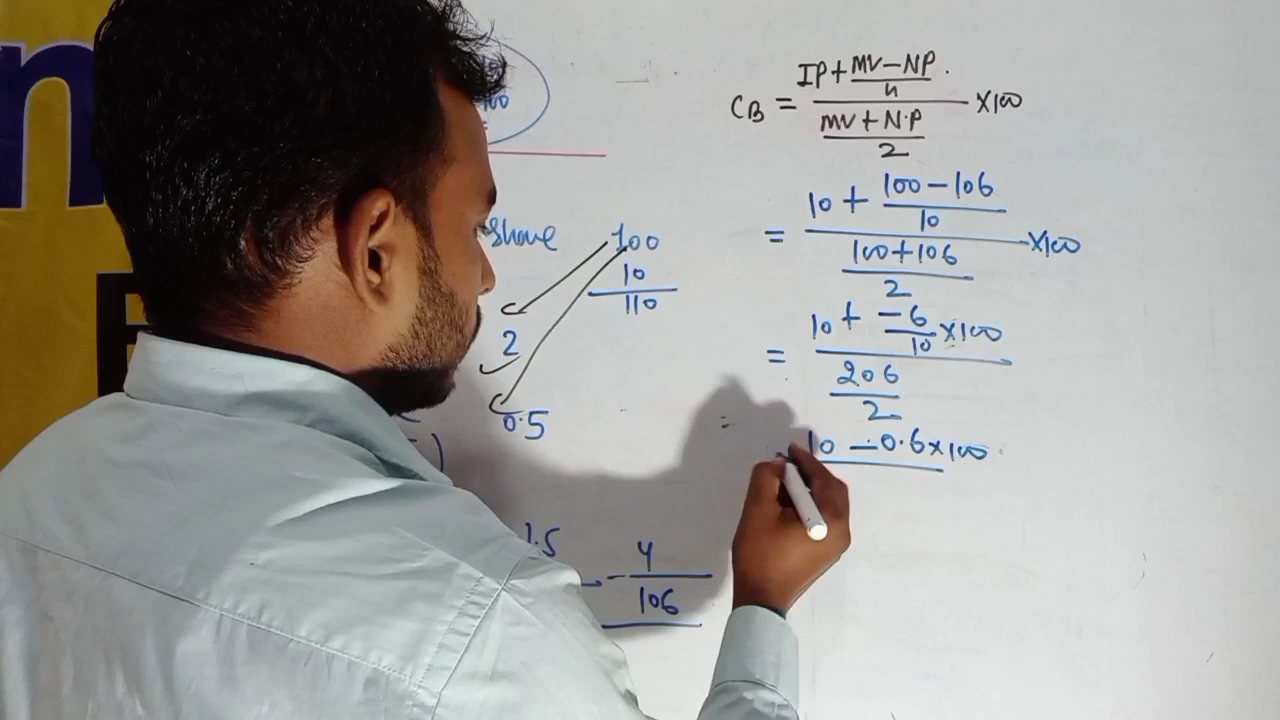 n
Share 100
10
110
2
0.5
1.5
- 4
106
CB = IP + MV - NP
n
MV + N.P
2
×100
= 10 + 100 - 106
10
100 + 106
2
×100
= 10 + -6
10
×100
206
2
10 - 0.6 ×100